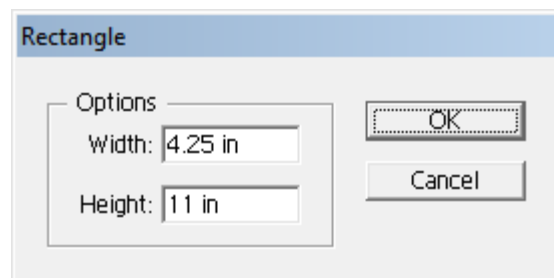 Rectangle
Options
Width: 4.25 in
Height: 11 in
OK
Cancel